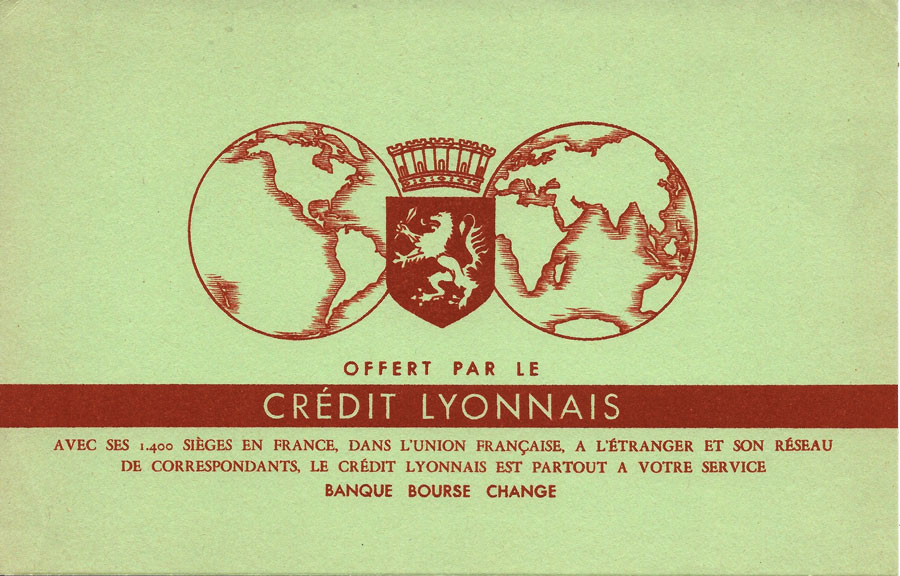 OFFERT PAR LE
CRÉDIT LYONNAIS
AVEC SES 1.400 SIÈGES EN FRANCE, DANS L'UNION FRANÇAISE, A L'ÉTRANGER ET SON RÉSEAU
DE CORRESPONDANTS, LE CRÉDIT LYONNAIS EST PARTOUT A VOTRE SERVICE
BANQUE BOURSE CHANGE